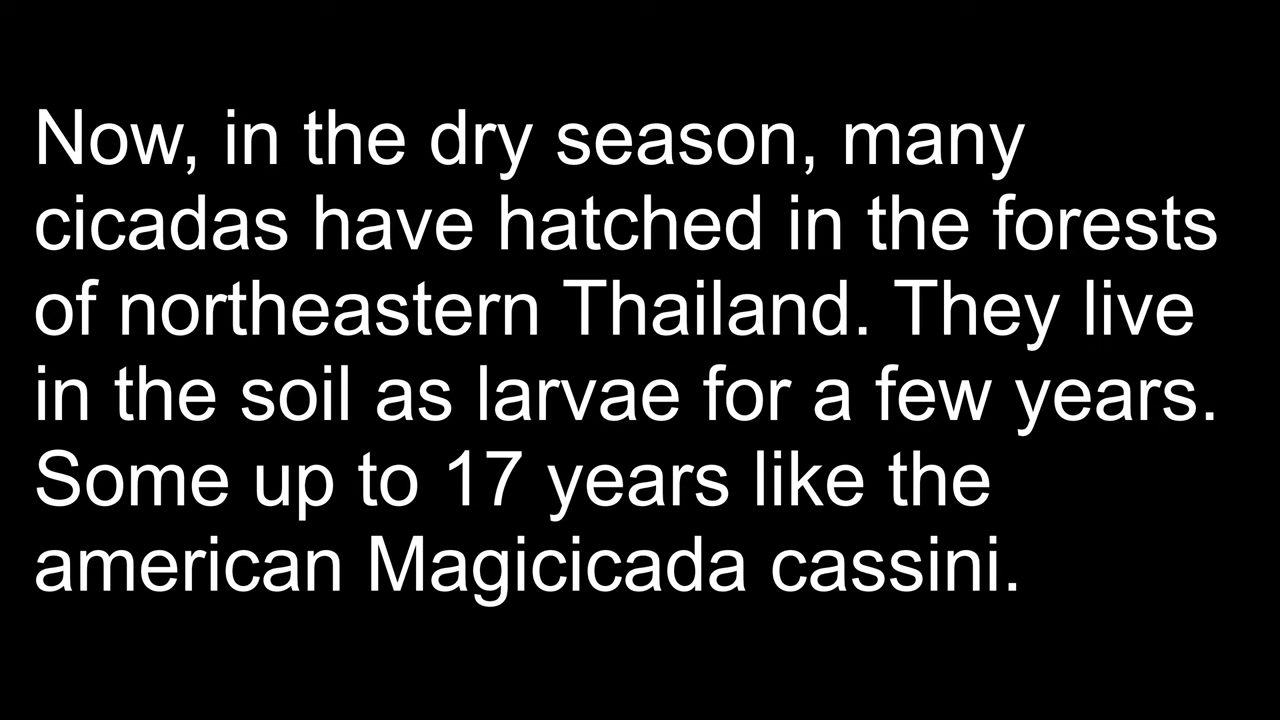 Now, in the dry season, many
cicadas have hatched in the forests
of northeastern Thailand. They live
in the soil as larvae for a few years.
Some up to 17 years like the
american Magicicada cassini.